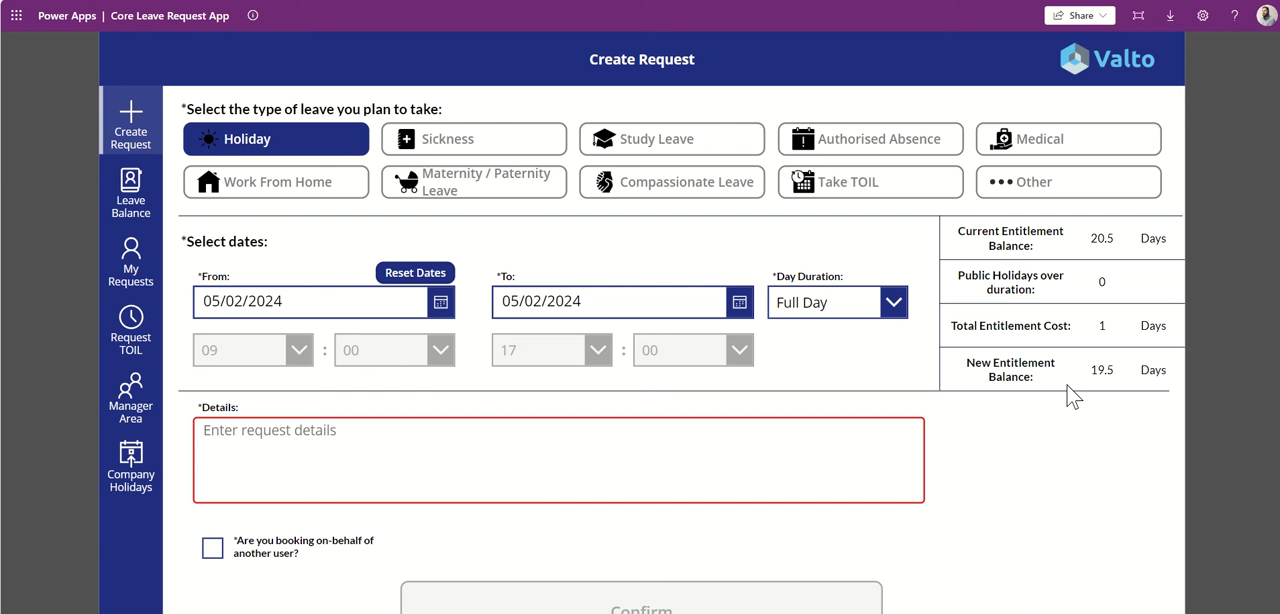 Power Apps | Core Leave Request App
Share
Create Request
Valto
Create
Request
Leave
Balance
My
Requests
Request
TOIL
Manager
Area
Company
Holidays
*Select the type of leave you plan to take:
Holiday
Sickness
Study Leave
Authorised Absence
Medical
Work From Home
Maternity / Paternity
Leave
Compassionate Leave
Take TOIL
Other
*Select dates:
*From:
Reset Dates
*To:
*Day Duration:
05/02/2024
05/02/2024
Full Day
09 : 00
17 : 00
Current Entitlement
Balance:
20.5 Days
Public Holidays over
duration:
0
Total Entitlement Cost: 1 Days
New Entitlement
Balance:
19.5 Days
*Details:
Enter request details
*Are you booking on-behalf of
another user?
Confirm